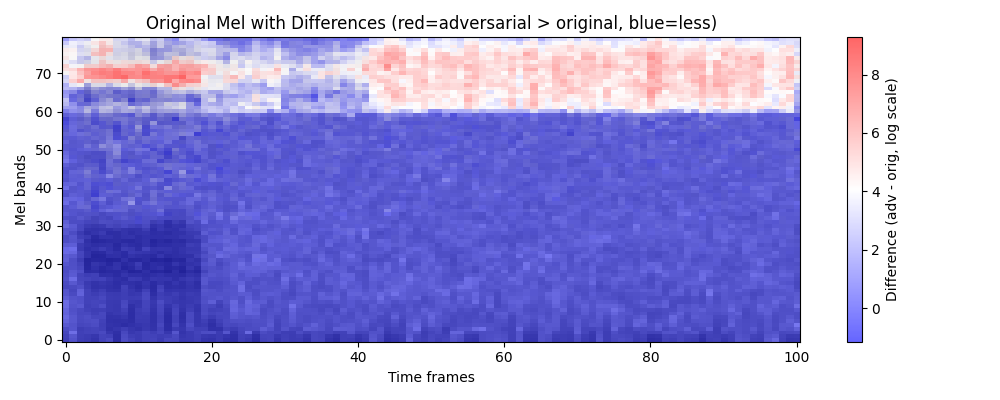 Original Mel with Differences (red=adversarial > original, blue=less)
Mel bands
70
60
50
40
30
20
10
0
0 20 40 60 80 100
Time frames
8
6
4
2
0
Difference (adv - orig, log scale)